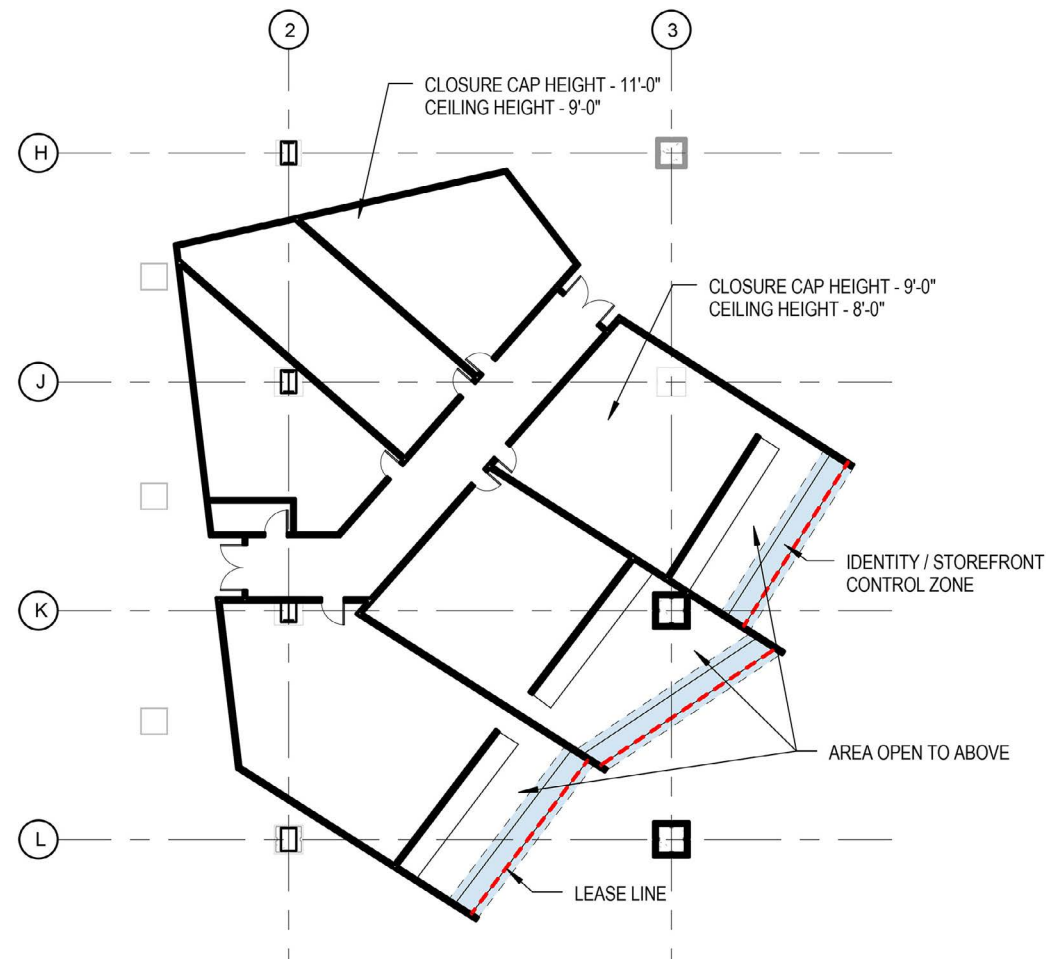 2
3
CLOSURE CAP HEIGHT - 11'-0"
CEILING HEIGHT - 9'-0"
H
CLOSURE CAP HEIGHT - 9'-0"
CEILING HEIGHT - 8'-0"
J
IDENTITY / STOREFRONT
CONTROL ZONE
K
AREA OPEN TO ABOVE
L
LEASE LINE